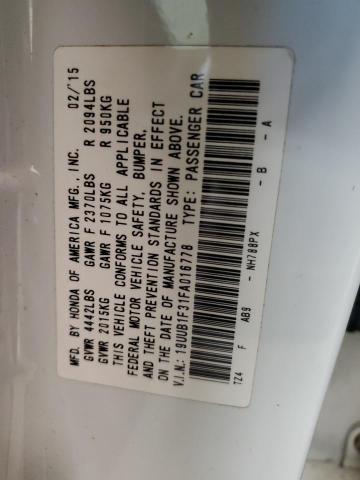 MFD. BY HONDA OF AMERICA MFG., INC. 02/'15
GVWR 4442LBS GAWR F 2370LBS R 2094LBS
GVWR 2015KG GAWR F 1075KG R 950KG
THIS VEHICLE CONFORMS TO ALL APPLICABLE
FEDERAL MOTOR VEHICLE SAFETY, BUMPER,
AND THEFT PREVENTION STANDARDS IN EFFECT
ON THE DATE OF MANUFACTURE SHOWN ABOVE.
V.I.N.: 19UUB1F31FA016778 TYPE: PASSENGER CAR
TZ4 F AB9 - NH788PX - B - A